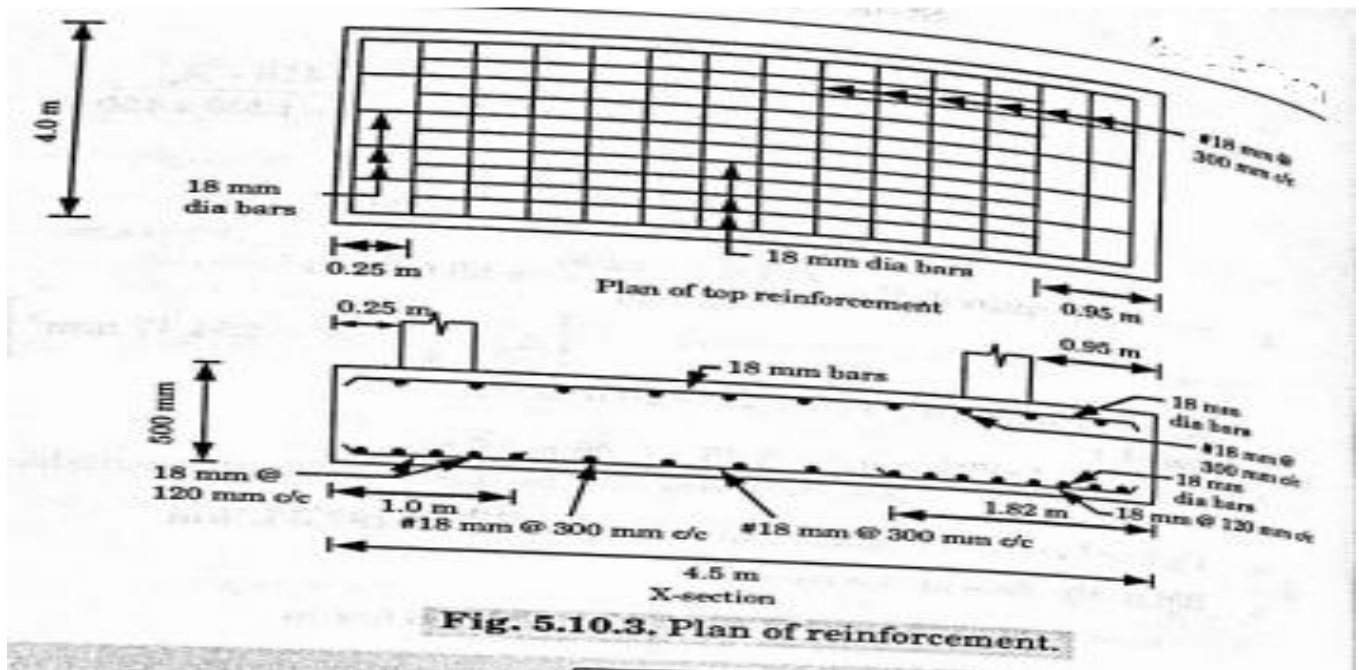 4.0 m
#18 mm @
300 mm c/c
18 mm
dia bars
0.25 m
18 mm dia bars
Plan of top reinforcement
0.95 m
0.25 m
0.95 m
18 mm bars
500 mm
18 mm
dia bars
#18 mm @
300 mm c/c
18 mm
dia bars
18 mm @
120 mm c/c
1.0 m
1.82 m
18 mm @ 120 mm c/c
#18 mm @ 300 mm c/c
#18 mm @ 300 mm c/c
4.5 m
X-section
Fig. 5.10.3. Plan of reinforcement.